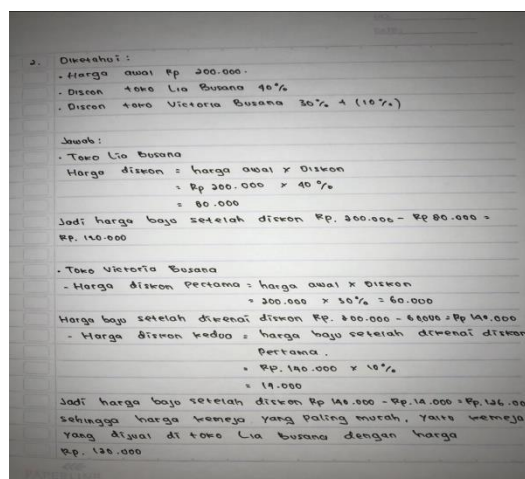 2. Diketahui :
- Harga awal Rp 200.000.
- Discon toko Lia Busana 40%
- Discon toko Victoria Busana 30% + (10%)
Jawab :
- Toko Lia Busana
Harga diskon = harga awal x Diskon
= Rp 200.000 x 40%
= 80.000
Jadi harga baju setelah diskon Rp. 200.000 - Rp 80.000 =
Rp. 120.000
- Toko Victoria Busana
- Harga diskon Pertama = harga awal x Diskon
= 200.000 x 30% = 60.000
Harga baju setelah dikenai diskon Rp. 200.000 - 60000 = Rp 140.000
- Harga diskon kedua = harga baju setelah dikenai diskon
Pertama.
= Rp. 140.000 x 10%
= 14.000
Jadi harga baju setelah diskon Rp 140.000 - Rp. 14.000 = Rp. 126.00
sehingga harga kemeja yang paling murah, yaitu kemeja
yang dijual di toko Lia busana dengan harga
Rp. 120.000